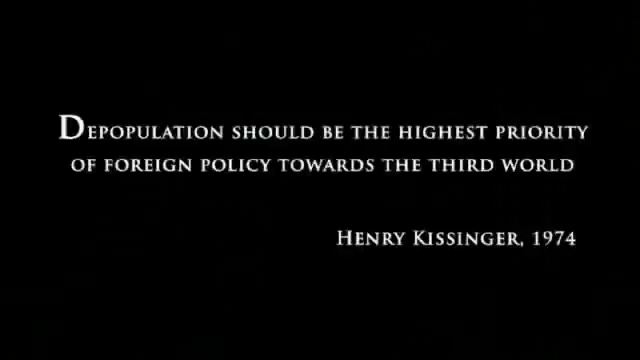 DEPOPULATION SHOULD BE THE HIGHEST PRIORITY
OF FOREIGN POLICY TOWARDS THE THIRD WORLD
HENRY KISSINGER, 1974